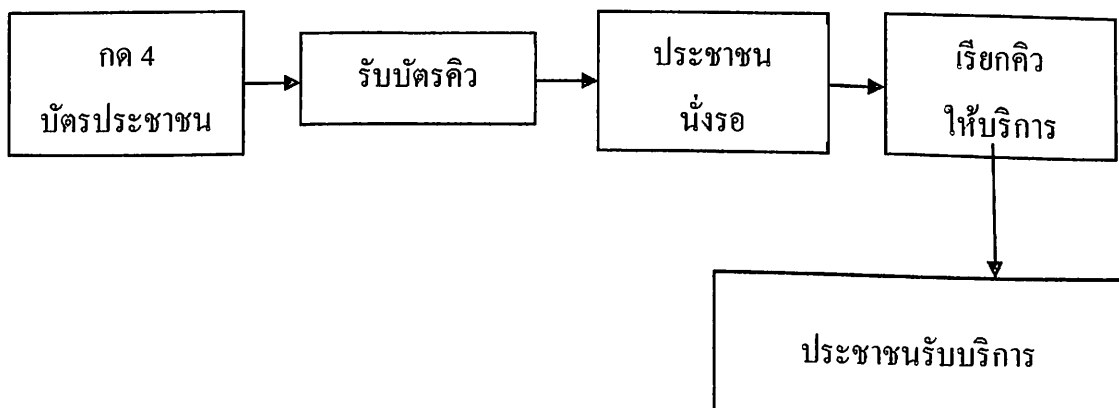 กด 4
บัตรประชาชน
รับบัตรคิว
ประชาชน
นั่งรอ
เรียกคิว
ให้บริการ
ประชาชนรับบริการ